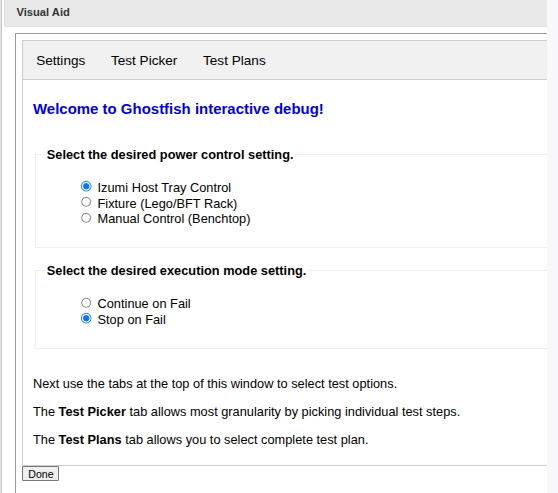 Visual Aid
Settings Test Picker Test Plans
Welcome to Ghostfish interactive debug!
Select the desired power control setting.
Izumi Host Tray Control
Fixture (Lego/BFT Rack)
Manual Control (Benchtop)
Select the desired execution mode setting.
Continue on Fail
Stop on Fail
Next use the tabs at the top of this window to select test options.
The Test Picker tab allows most granularity by picking individual test steps.
The Test Plans tab allows you to select complete test plan.
Done